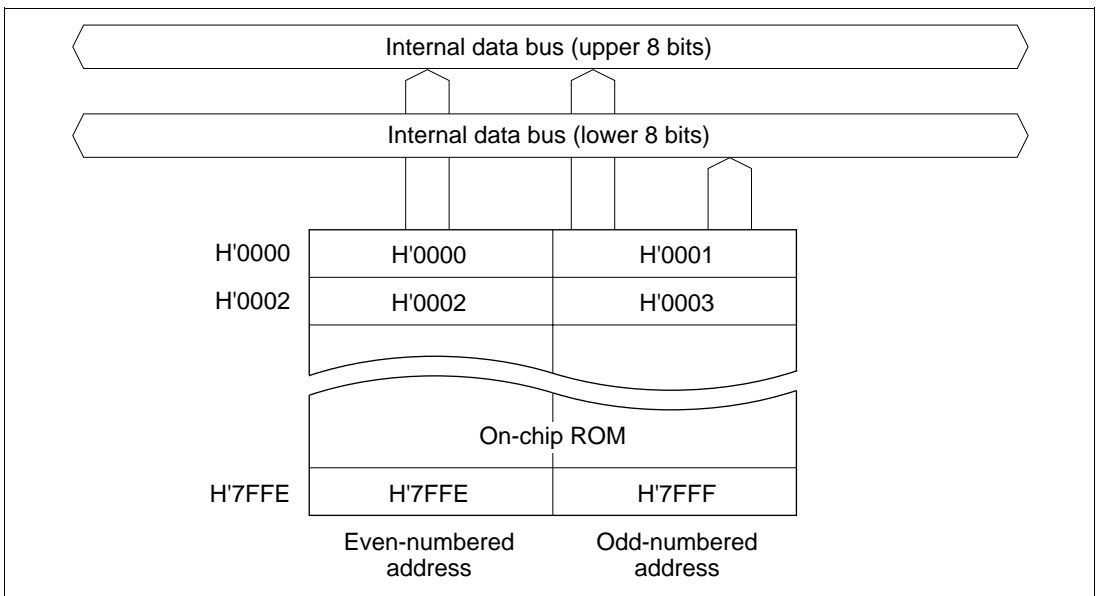 Internal data bus (upper 8 bits)
Internal data bus (lower 8 bits)
H'0000 H'0000 H'0001
H'0002 H'0002 H'0003
On-chip ROM
H'7FFE H'7FFE H'7FFF
Even-numbered address
Odd-numbered address